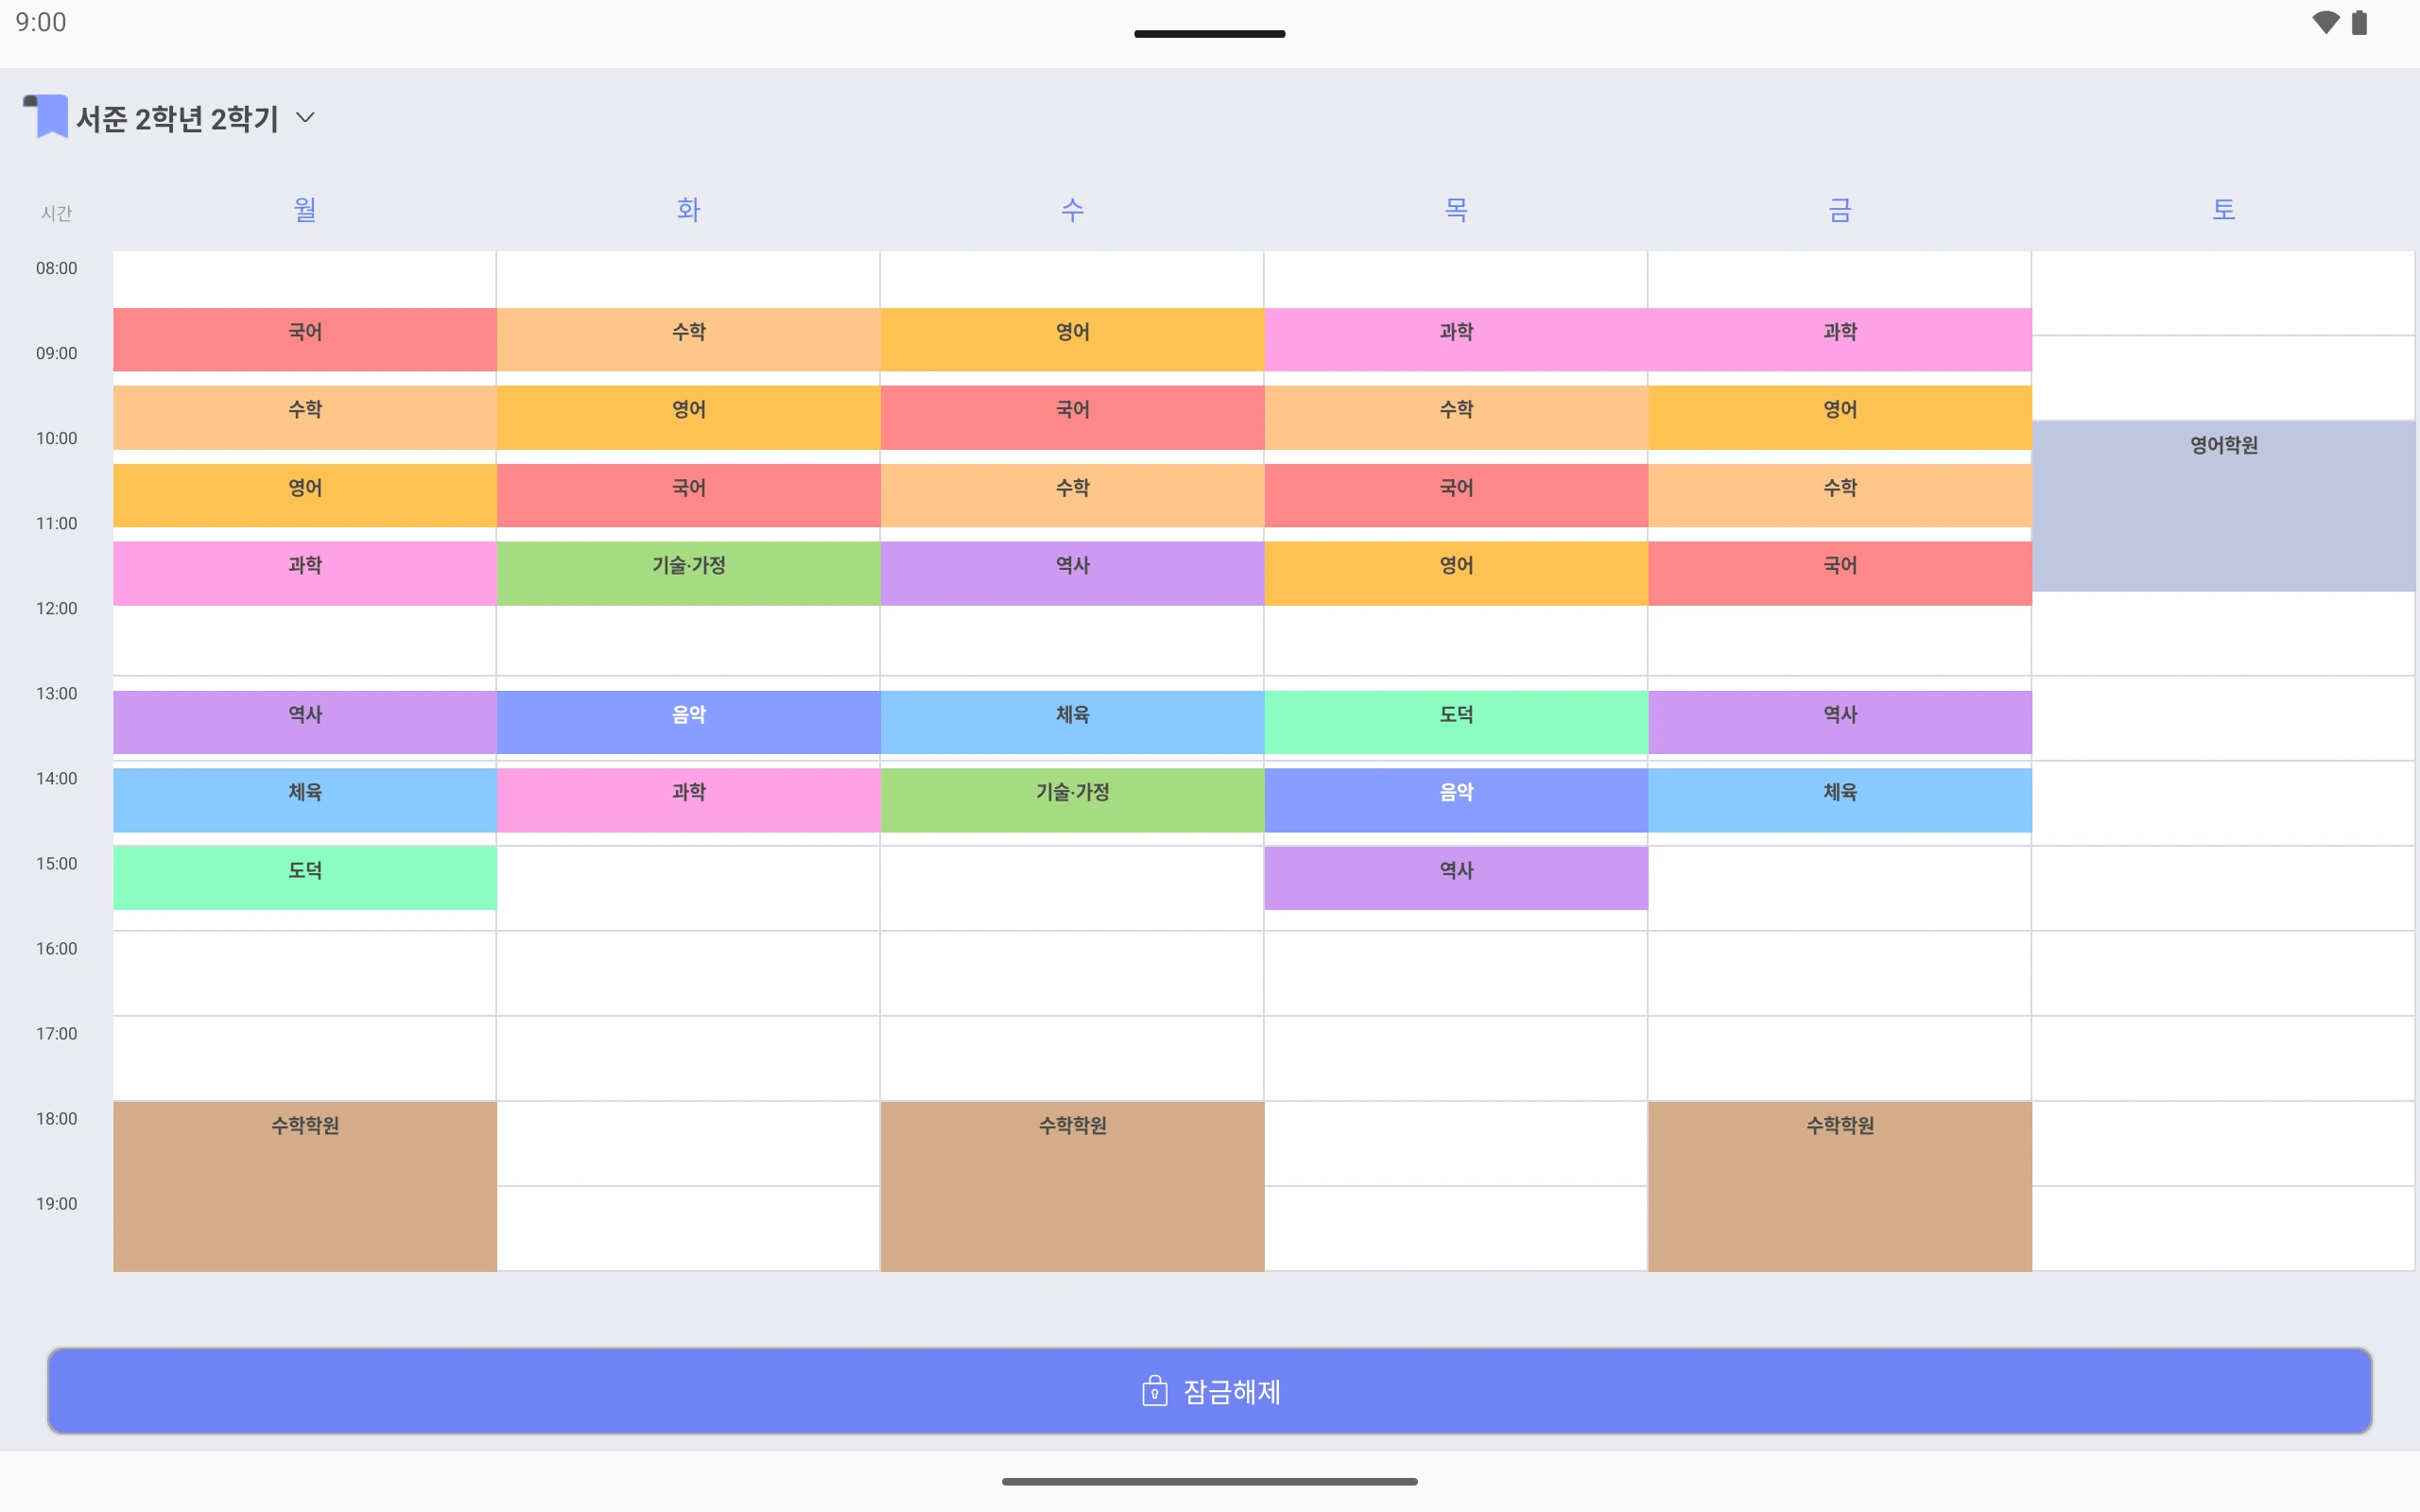 9:00
서준 2학년 2학기
시간 월 화 수 목 금 토
08:00
국어 수학 영어 과학 과학
09:00
수학 영어 국어 수학 영어
10:00
영어학원
영어 국어 수학 국어 수학
11:00
과학 기술·가정 역사 영어 국어
12:00
13:00
역사 음악 체육 도덕 역사
14:00
체육 과학 기술·가정 음악 체육
15:00
도덕 역사
16:00
17:00
18:00
수학학원 수학학원 수학학원
19:00
잠금해제